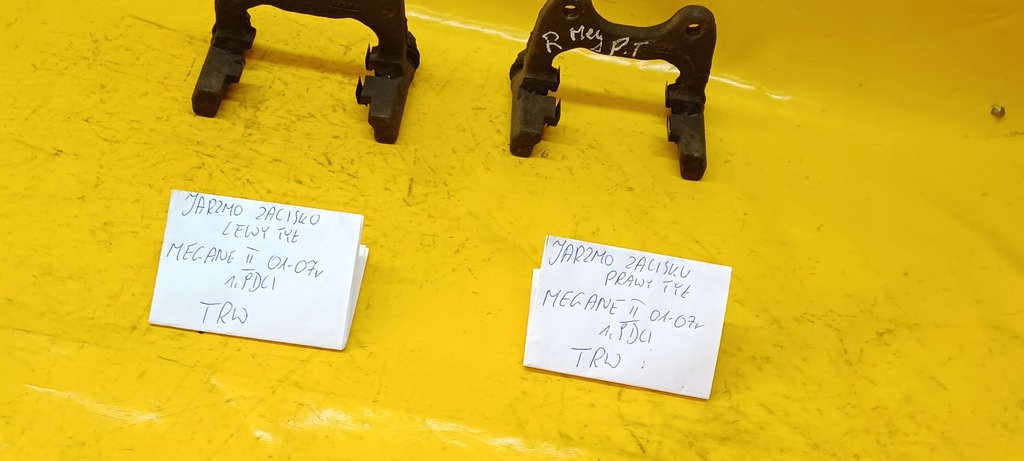 R Meg P.T
JARZMO ZACISKU
LEWY TYŁ
MEGANE II 01-07r
1.9DCI
TRW
JARZMO ZACISKU
PRAWY TYŁ
MEGANE II 01-07r
1.9DCI
TRW